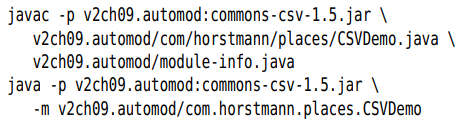 javac -p v2ch09.automod:commons-csv-1.5.jar \
v2ch09.automod/com/horstmann/places/CSVDemo.java \
v2ch09.automod/module-info.java
java -p v2ch09.automod:commons-csv-1.5.jar \
-m v2ch09.automod/com.horstmann.places.CSVDemo